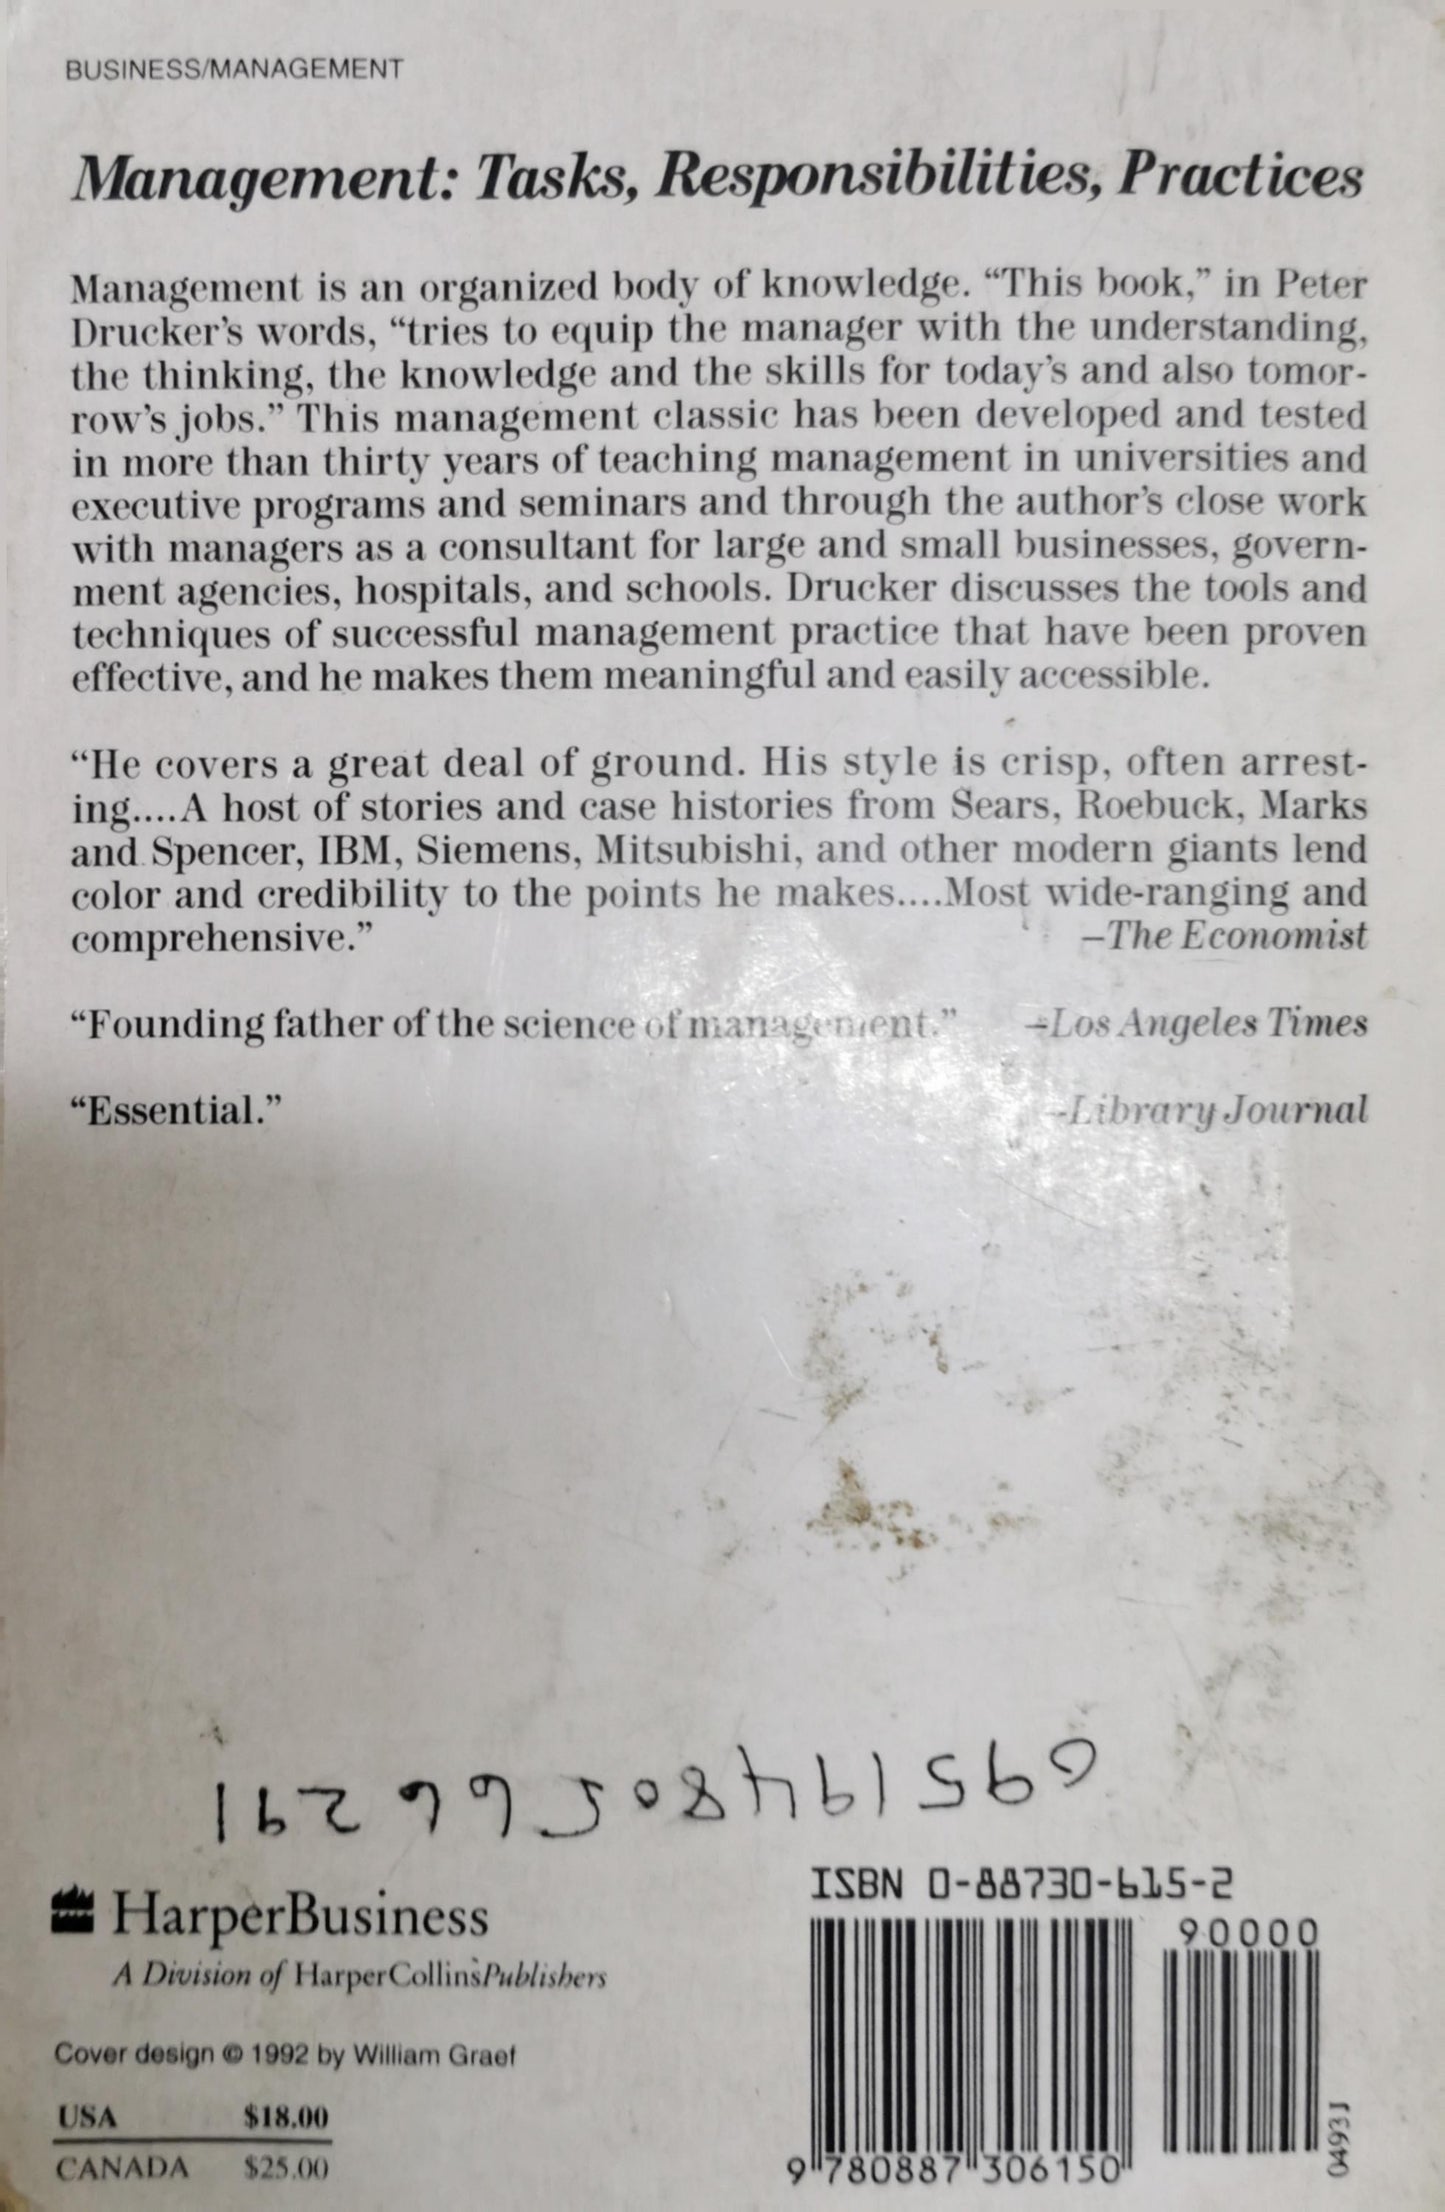 BUSINESS/MANAGEMENT
Management: Tasks, Responsibilities, Practices
Management is an organized body of knowledge. “This book,” in Peter
Drucker’s words, “tries to equip the manager with the understanding,
the thinking, the knowledge and the skills for today’s and also tomor-
row’s jobs.” This management classic has been developed and tested
in more than thirty years of teaching management in universities and
executive programs and seminars and through the author’s close work
with managers as a consultant for large and small businesses, govern-
ment agencies, hospitals, and schools. Drucker discusses the tools and
techniques of successful management practice that have been proven
effective, and he makes them meaningful and easily accessible.
“He covers a great deal of ground. His style is crisp, often arrest-
ing....A host of stories and case histories from Sears, Roebuck, Marks
and Spencer, IBM, Siemens, Mitsubishi, and other modern giants lend
color and credibility to the points he makes....Most wide-ranging and
comprehensive.” –The Economist
“Founding father of the science of management.” –Los Angeles Times
“Essential.” –Library Journal
HarperBusiness
A Division of HarperCollinsPublishers
Cover design © 1992 by William Graef
USA $18.00
CANADA $25.00
ISBN 0-88730-615-2
90000
9 780887 306150
0493J